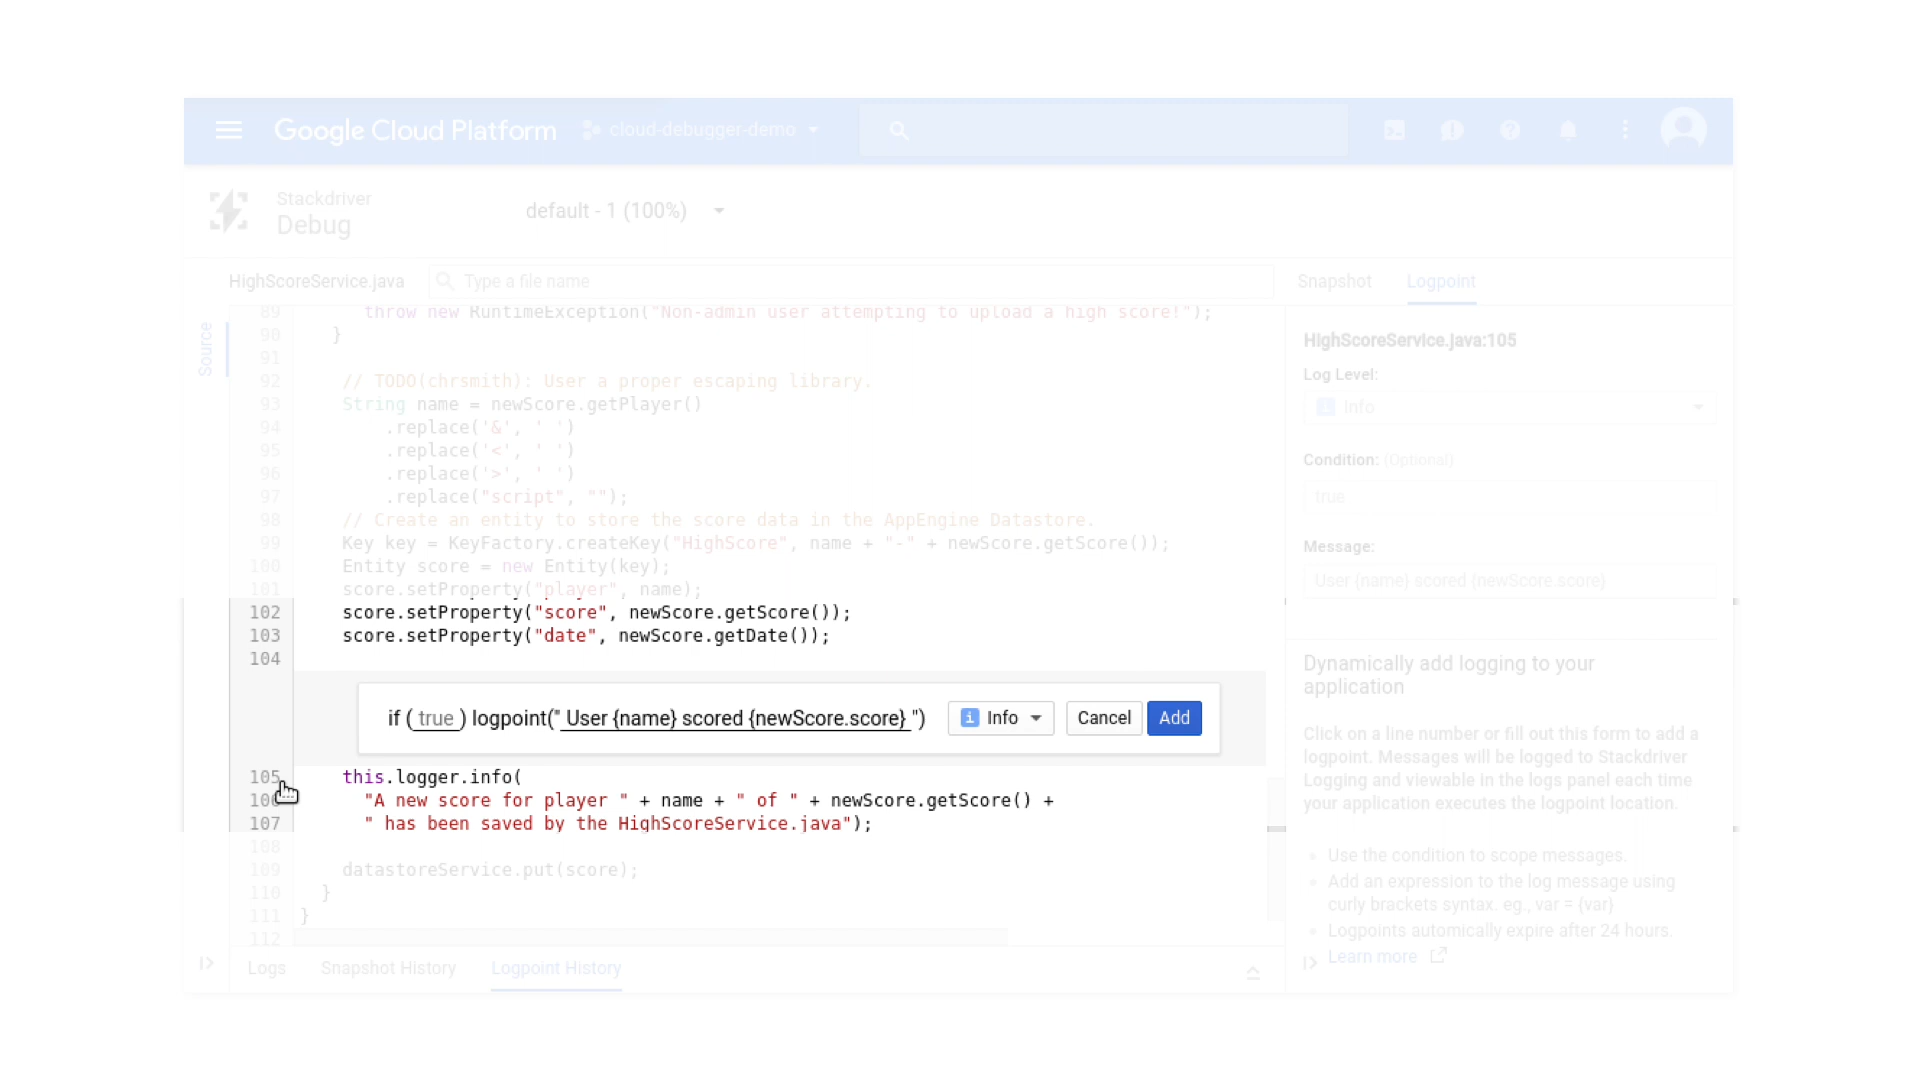 Google Cloud Platform cloud-debugger-demo
Stackdriver
Debug
default - 1 (100%)
HighScoreService.java Type a file name
Snapshot Logpoint
Source
89 throw new RuntimeException("Non-admin user attempting to upload a high score!");
90 }
91
92 // TODO(chrsmith): User a proper escaping library.
93 String name = newScore.getPlayer()
94 .replace('&', ' ')
95 .replace('<', ' ')
96 .replace('>', ' ')
97 .replace("script", "");
98 // Create an entity to store the score data in the AppEngine Datastore.
99 Key key = KeyFactory.createKey("HighScore", name + "-" + newScore.getScore());
100 Entity score = new Entity(key);
101 score.setProperty("player", name);
102 score.setProperty("score", newScore.getScore());
103 score.setProperty("date", newScore.getDate());
104
if ( true ) logpoint(" User {name} scored {newScore.score} ") Info Cancel Add
105 this.logger.info(
106 "A new score for player " + name + " of " + newScore.getScore() +
107 " has been saved by the HighScoreService.java");
108
109 datastoreService.put(score);
110 }
111 }
112
Logs Snapshot History Logpoint History
HighScoreService.java:105
Log Level:
Info
Condition: (Optional)
true
Message:
User {name} scored {newScore.score}
Dynamically add logging to your
application
Click on a line number or fill out this form to add a
logpoint. Messages will be logged to Stackdriver
Logging and viewable in the logs panel each time
your application executes the logpoint location.
Use the condition to scope messages.
Add an expression to the log message using
curly brackets syntax. eg., var = {var}
Logpoints automically expire after 24 hours.
Learn more